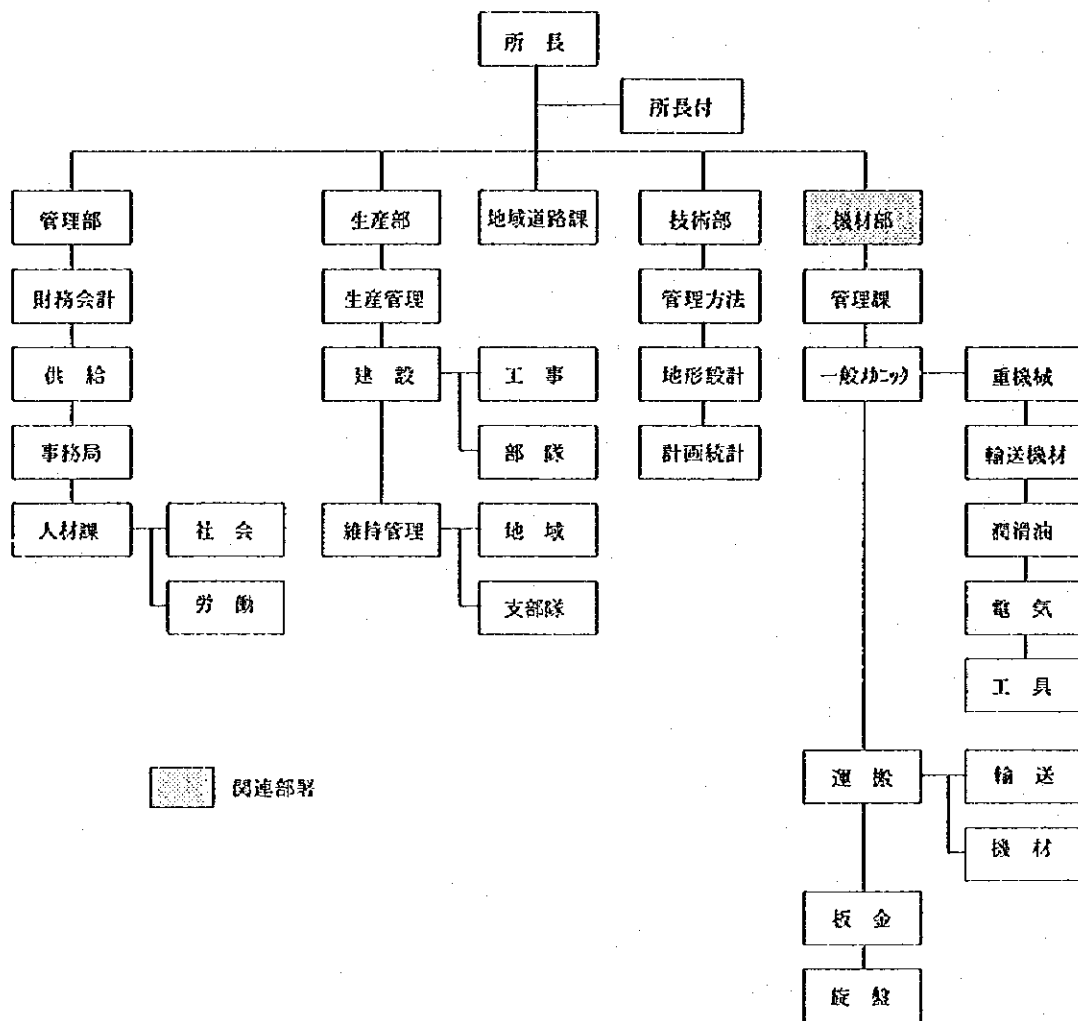 所 長
所長付
管理部 生産部 地域道路課 技術部 機材部
財務会計 生産管理 管理方法 管理課
供 給 建 設 工 事 地形設計 一般メカニック 重機械
事務局 部 隊 計画統計 輸送機材
人材課 社 会 維持管理 地 域 潤滑油
労 働 支部隊 電 気
工 具
運 搬 輸 送
関連部署
機 材
板 金
旋 盤